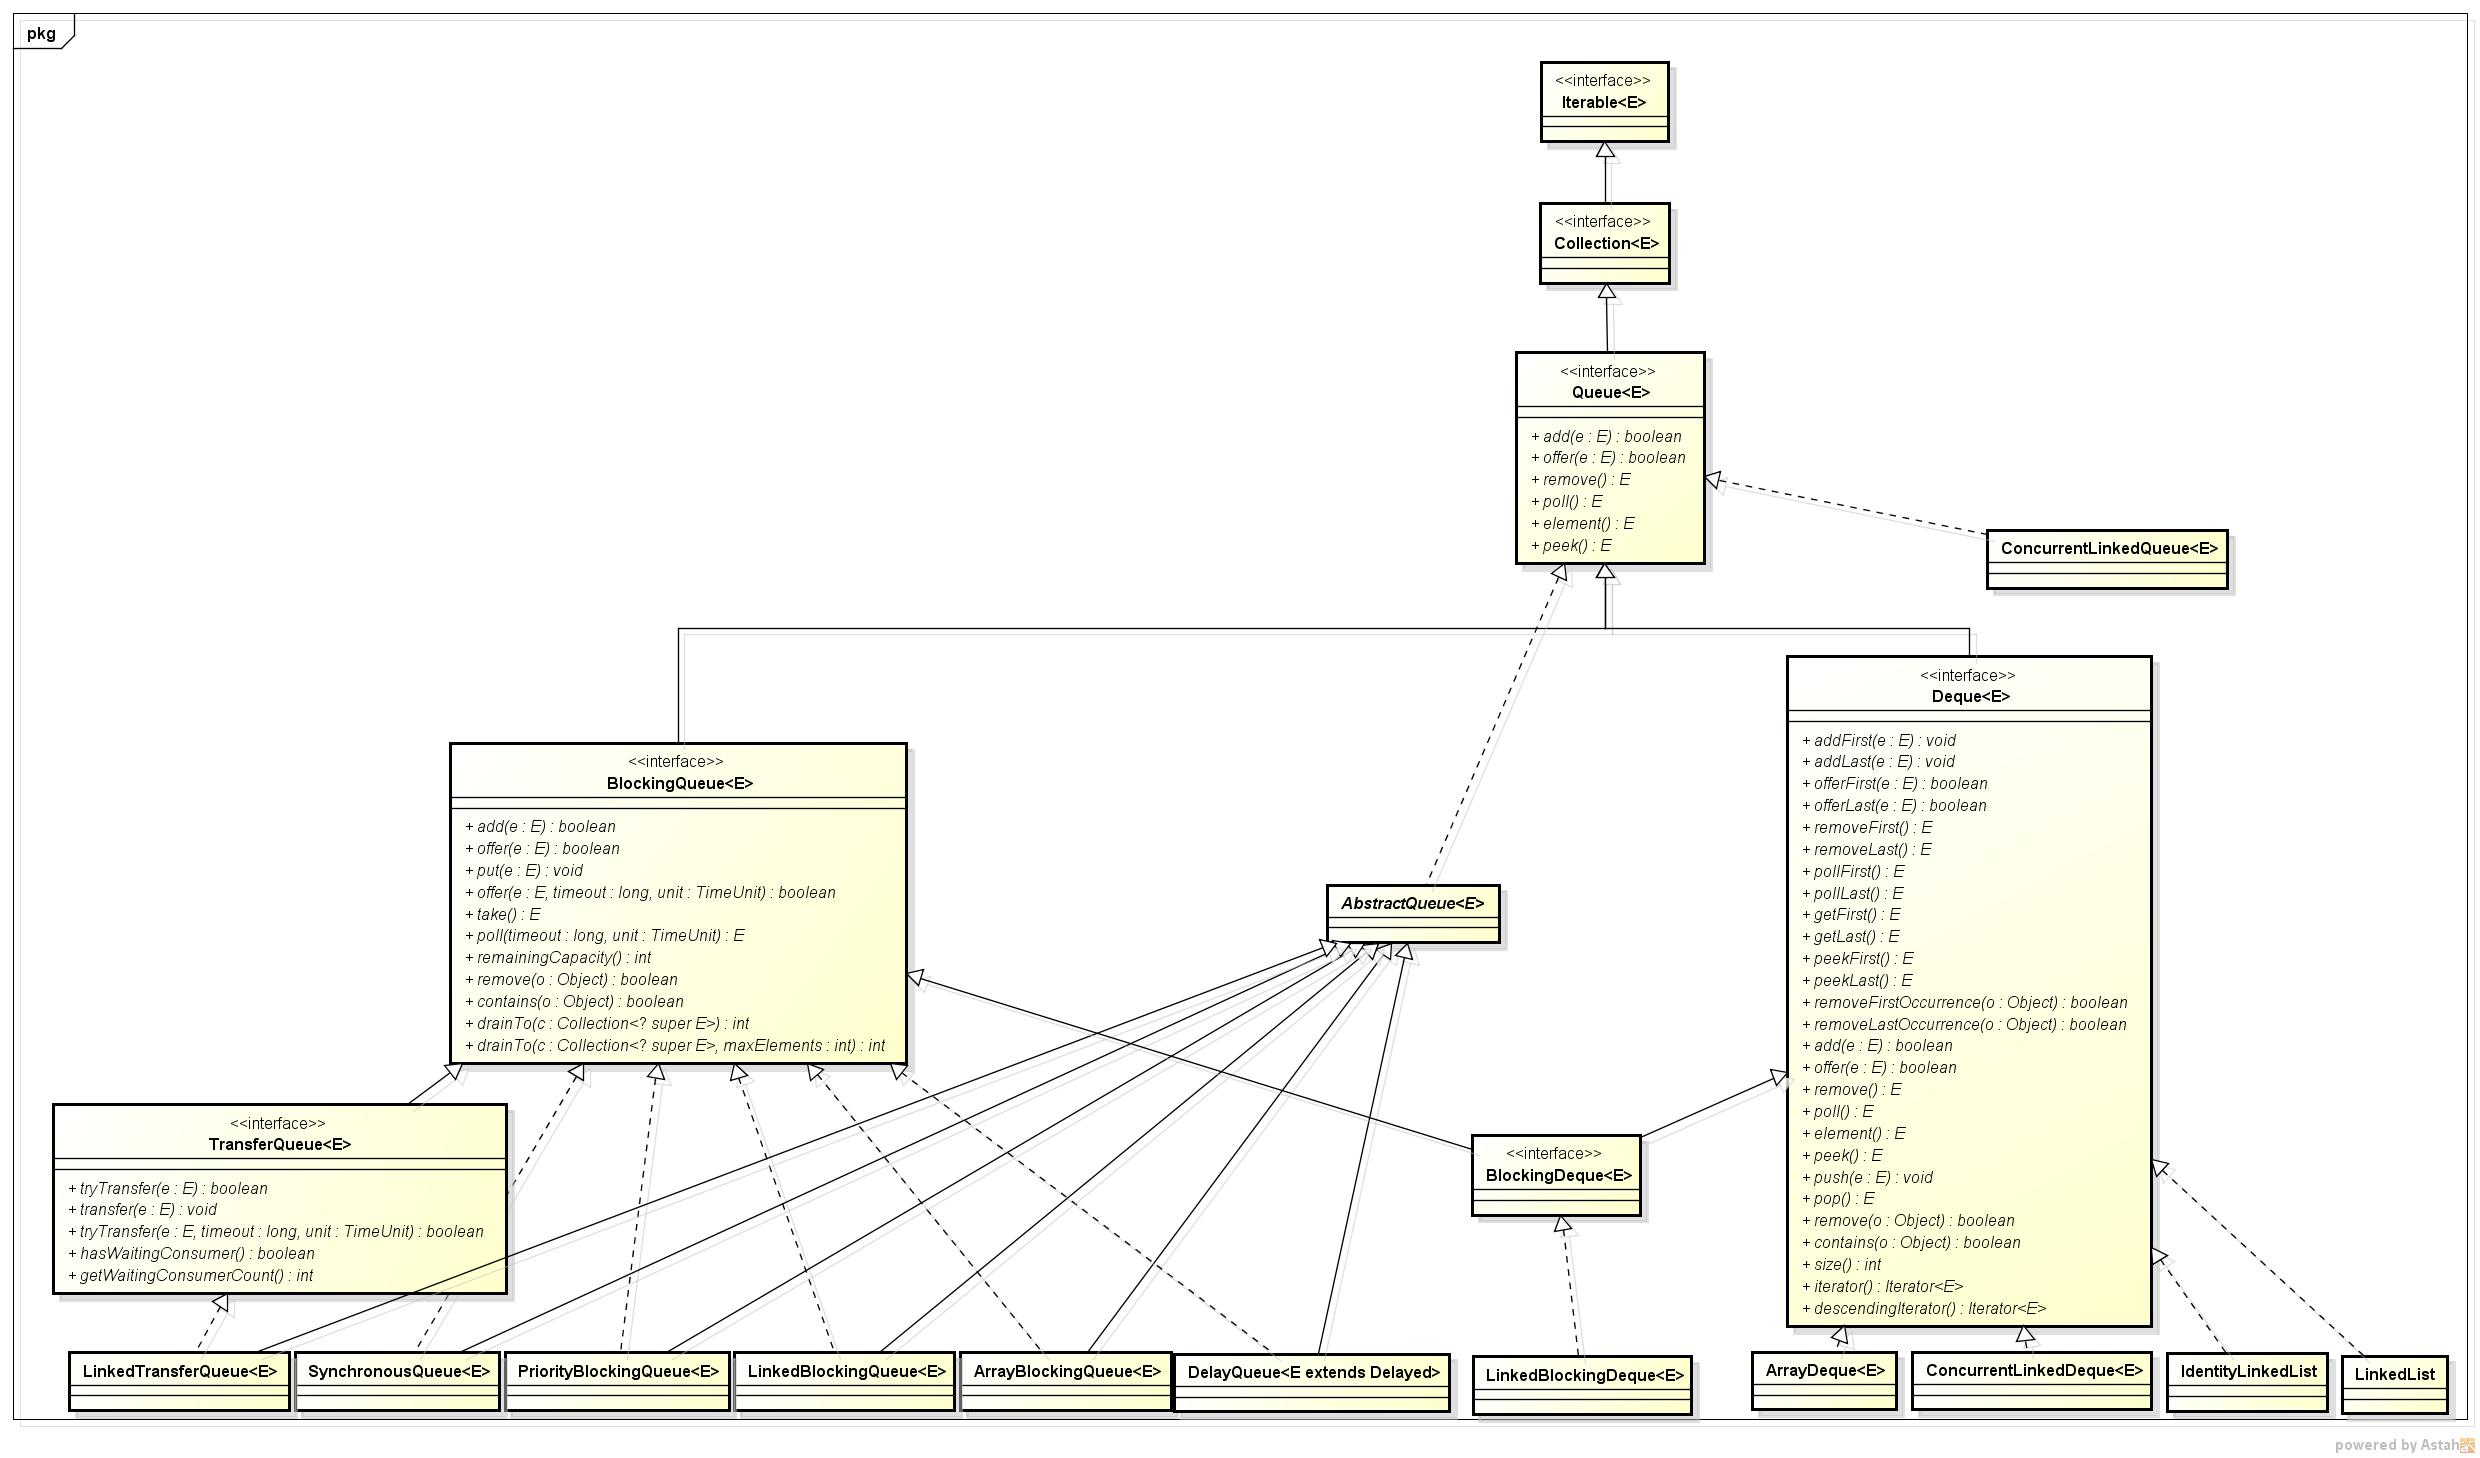 pkg
<<interface>>
Iterable<E>
<<interface>>
Collection<E>
<<interface>>
Queue<E>
+ add(e : E) : boolean
+ offer(e : E) : boolean
+ remove() : E
+ poll() : E
+ element() : E
+ peek() : E
ConcurrentLinkedQueue<E>
<<interface>>
BlockingQueue<E>
+ add(e : E) : boolean
+ offer(e : E) : boolean
+ put(e : E) : void
+ offer(e : E, timeout : long, unit : TimeUnit) : boolean
+ take() : E
+ poll(timeout : long, unit : TimeUnit) : E
+ remainingCapacity() : int
+ remove(o : Object) : boolean
+ contains(o : Object) : boolean
+ drainTo(c : Collection<? super E>) : int
+ drainTo(c : Collection<? super E>, maxElements : int) : int
AbstractQueue<E>
<<interface>>
Deque<E>
+ addFirst(e : E) : void
+ addLast(e : E) : void
+ offerFirst(e : E) : boolean
+ offerLast(e : E) : boolean
+ removeFirst() : E
+ removeLast() : E
+ pollFirst() : E
+ pollLast() : E
+ getFirst() : E
+ getLast() : E
+ peekFirst() : E
+ peekLast() : E
+ removeFirstOccurrence(o : Object) : boolean
+ removeLastOccurrence(o : Object) : boolean
+ add(e : E) : boolean
+ offer(e : E) : boolean
+ remove() : E
+ poll() : E
+ element() : E
+ peek() : E
+ push(e : E) : void
+ pop() : E
+ remove(o : Object) : boolean
+ contains(o : Object) : boolean
+ size() : int
+ iterator() : Iterator<E>
+ descendingIterator() : Iterator<E>
<<interface>>
TransferQueue<E>
+ tryTransfer(e : E) : boolean
+ transfer(e : E) : void
+ tryTransfer(e : E, timeout : long, unit : TimeUnit) : boolean
+ hasWaitingConsumer() : boolean
+ getWaitingConsumerCount() : int
<<interface>>
BlockingDeque<E>
LinkedTransferQueue<E>
SynchronousQueue<E>
PriorityBlockingQueue<E>
LinkedBlockingQueue<E>
ArrayBlockingQueue<E>
DelayQueue<E extends Delayed>
LinkedBlockingDeque<E>
ArrayDeque<E>
ConcurrentLinkedDeque<E>
IdentityLinkedList
LinkedList
powered by Astah